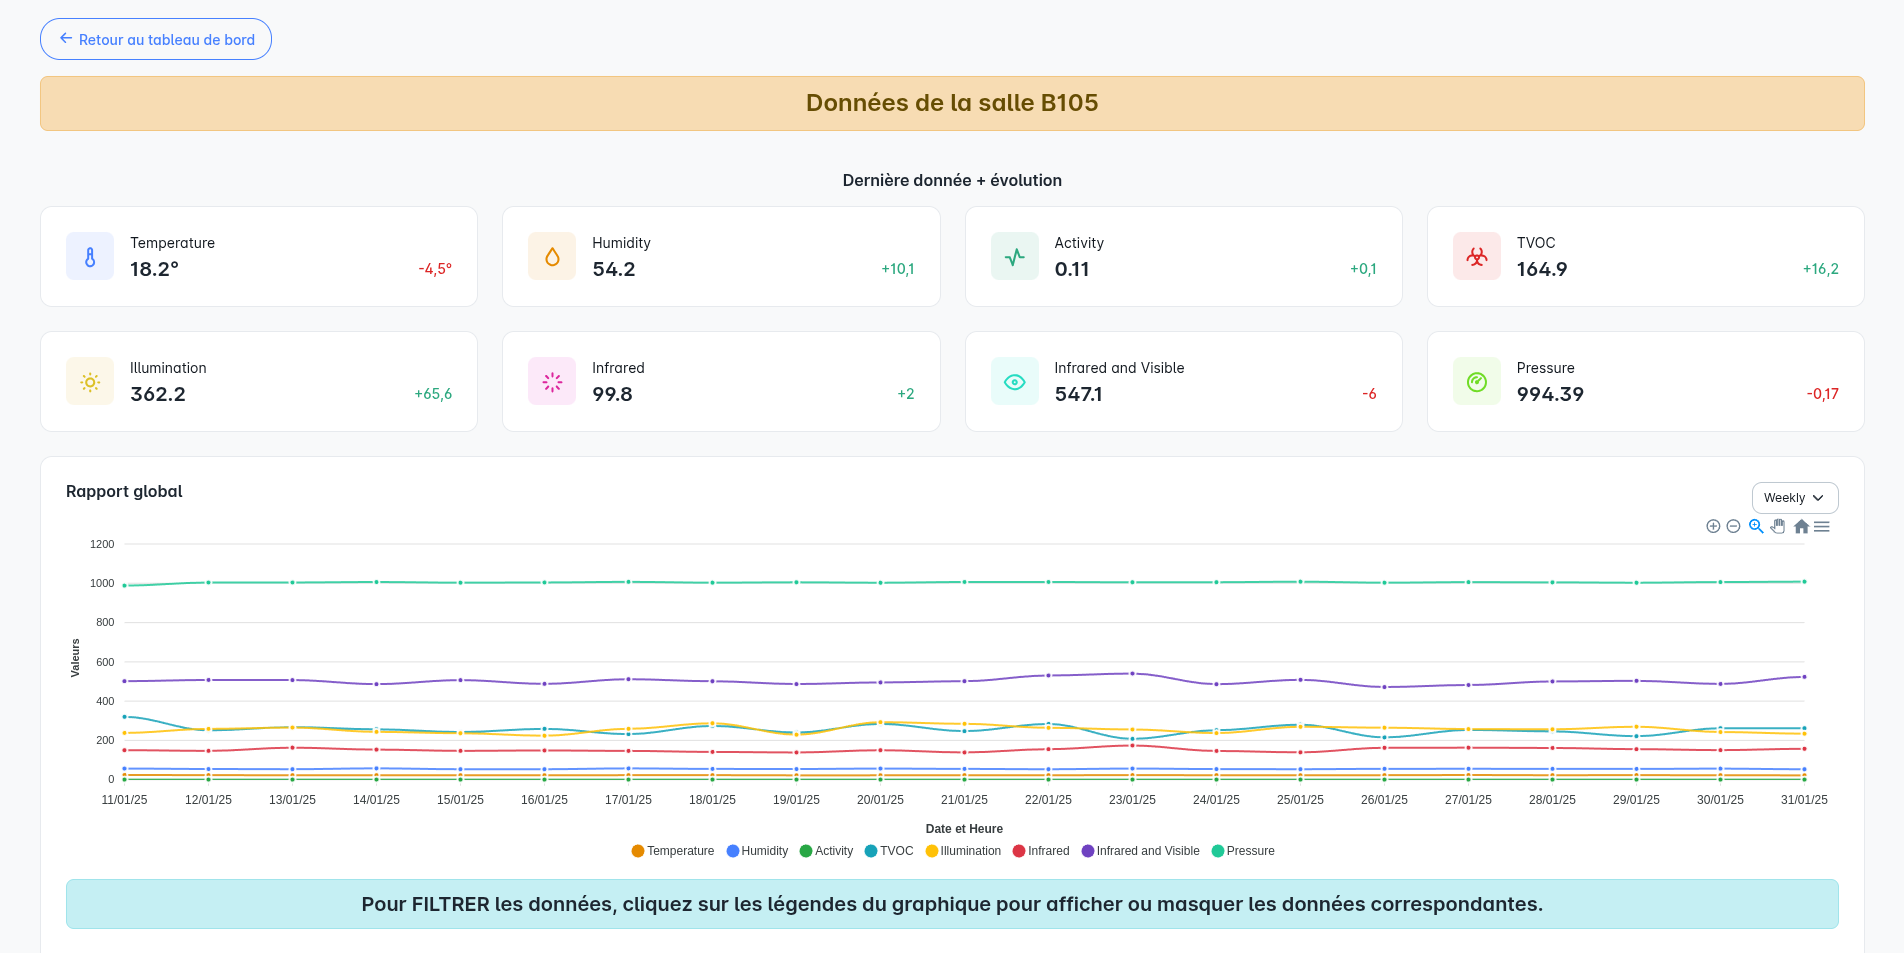 Retour au tableau de bord
Données de la salle B105
Dernière donnée + évolution
Temperature
18.2°
-4,5°
Humidity
54.2
+10,1
Activity
0.11
+0,1
TVOC
164.9
+16,2
Illumination
362.2
+65,6
Infrared
99.8
+2
Infrared and Visible
547.1
-6
Pressure
994.39
-0,17
Rapport global
Weekly
1200
1000
800
600
400
200
0
Valeurs
11/01/25 12/01/25 13/01/25 14/01/25 15/01/25 16/01/25 17/01/25 18/01/25 19/01/25 20/01/25 21/01/25 22/01/25 23/01/25 24/01/25 25/01/25 26/01/25 27/01/25 28/01/25 29/01/25 30/01/25 31/01/25
Date et Heure
Temperature Humidity Activity TVOC Illumination Infrared Infrared and Visible Pressure
Pour FILTRER les données, cliquez sur les légendes du graphique pour afficher ou masquer les données correspondantes.